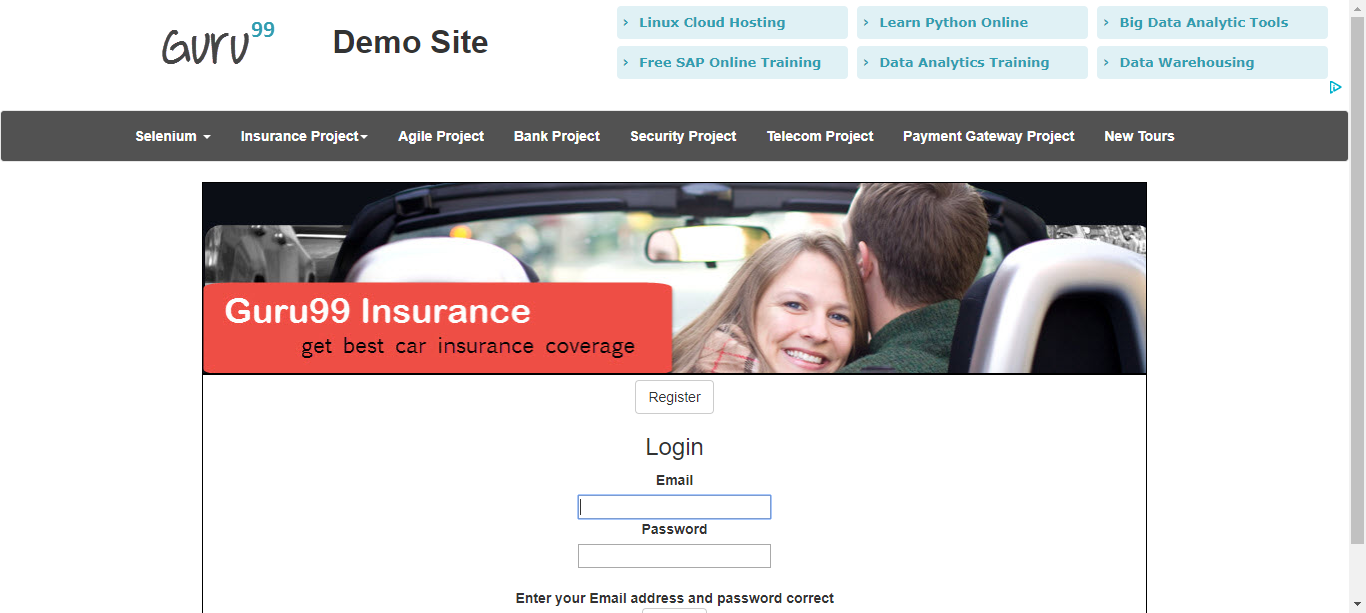 Guru99
Demo Site
Linux Cloud Hosting
Learn Python Online
Big Data Analytic Tools
Free SAP Online Training
Data Analytics Training
Data Warehousing
Selenium Insurance Project Agile Project Bank Project Security Project Telecom Project Payment Gateway Project New Tours
Guru99 Insurance
get best car insurance coverage
Register
Login
Email
Password
Enter your Email address and password correct